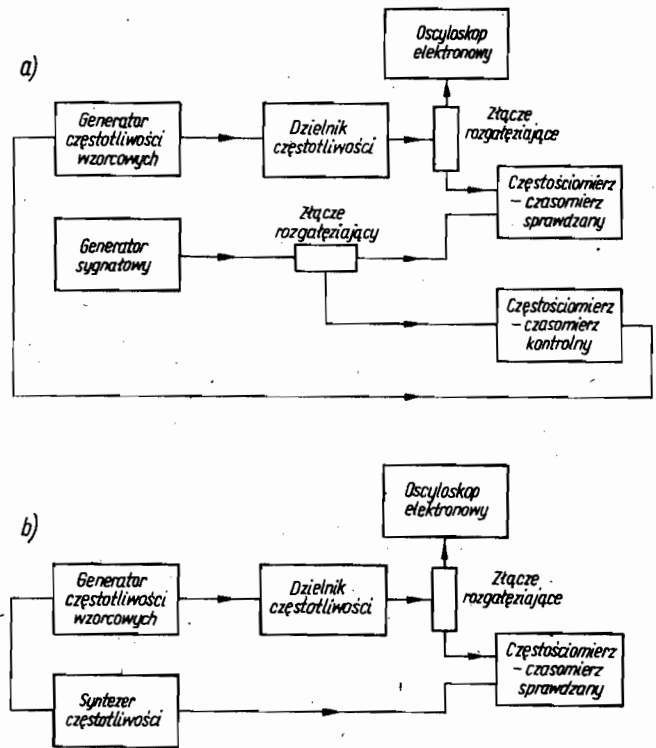 a)
Oscyloskop
elektronowy
Generator
częstotliwości
wzorcowych
Dzielnik
częstotliwości
Złącze
rozgałęziające
Częstościomierz
– czasomierz
sprawdzany
Generator
sygnałowy
Złącze
rozgałęziający
Częstościomierz
– czasomierz
kontrolny
b)
Oscyloskop
elektronowy
Generator
częstotliwości
wzorcowych
Dzielnik
częstotliwości
Złącze
rozgałęziające
Częstościomierz
– czasomierz
sprawdzany
Syntezer
częstotliwości